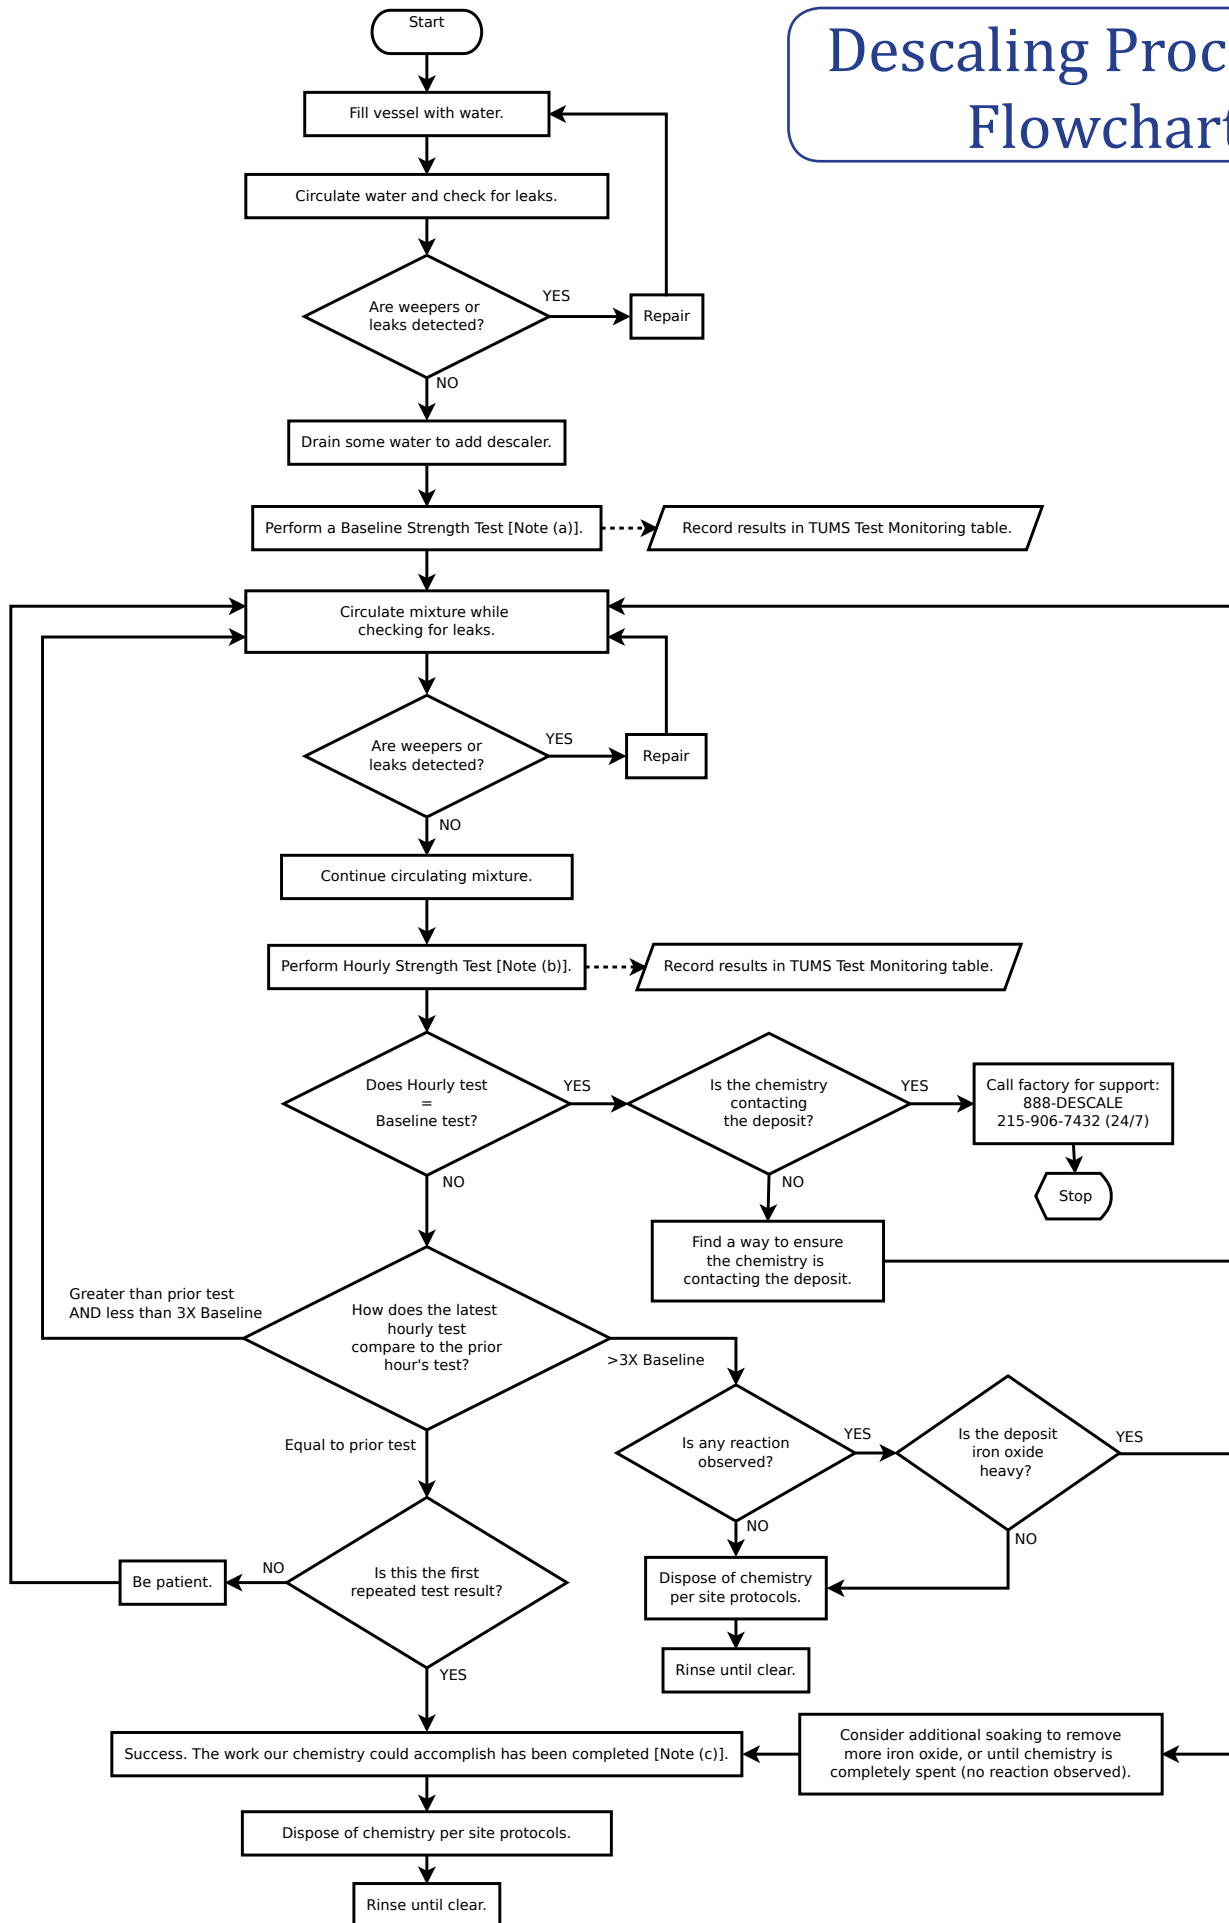 Start
Descaling Proc
Flowchart
Fill vessel with water.
Circulate water and check for leaks.
Are weepers or
leaks detected?
YES
Repair
NO
Drain some water to add descaler.
Perform a Baseline Strength Test [Note (a)].
Record results in TUMS Test Monitoring table.
Circulate mixture while
checking for leaks.
Are weepers or
leaks detected?
YES
Repair
NO
Continue circulating mixture.
Perform Hourly Strength Test [Note (b)].
Record results in TUMS Test Monitoring table.
Does Hourly test
=
Baseline test?
YES
Is the chemistry
contacting
the deposit?
YES
Call factory for support:
888-DESCALE
215-906-7432 (24/7)
Stop
NO
NO
Find a way to ensure
the chemistry is
contacting the deposit.
Greater than prior test
AND less than 3X Baseline
How does the latest
hourly test
compare to the prior
hour's test?
>3X Baseline
Equal to prior test
Is any reaction
observed?
YES
Is the deposit
iron oxide
heavy?
YES
NO
NO
Be patient.
NO
Is this the first
repeated test result?
Dispose of chemistry
per site protocols.
Rinse until clear.
YES
Success. The work our chemistry could accomplish has been completed [Note (c)].
Consider additional soaking to remove
more iron oxide, or until chemistry is
completely spent (no reaction observed).
Dispose of chemistry per site protocols.
Rinse until clear.